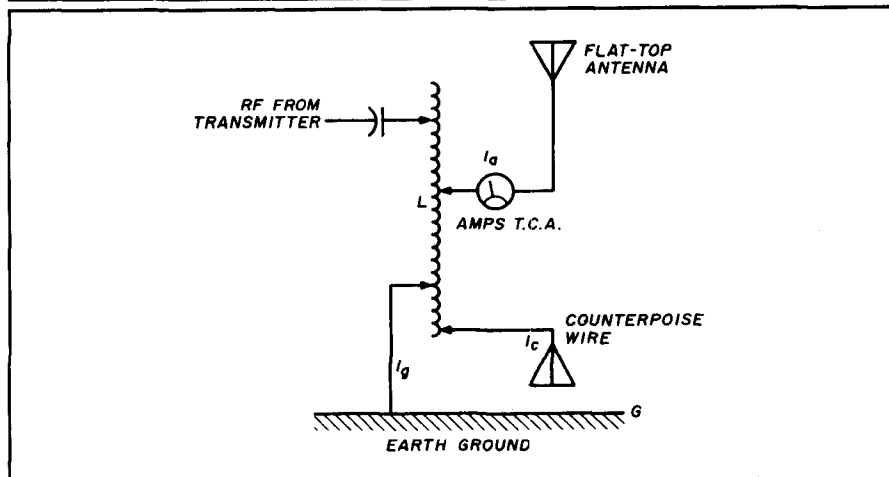 FLAT-TOP
ANTENNA
RF FROM
TRANSMITTER
Ia
L
AMPS T.C.A.
COUNTERPOISE
WIRE
Ic
Ig
G
EARTH GROUND